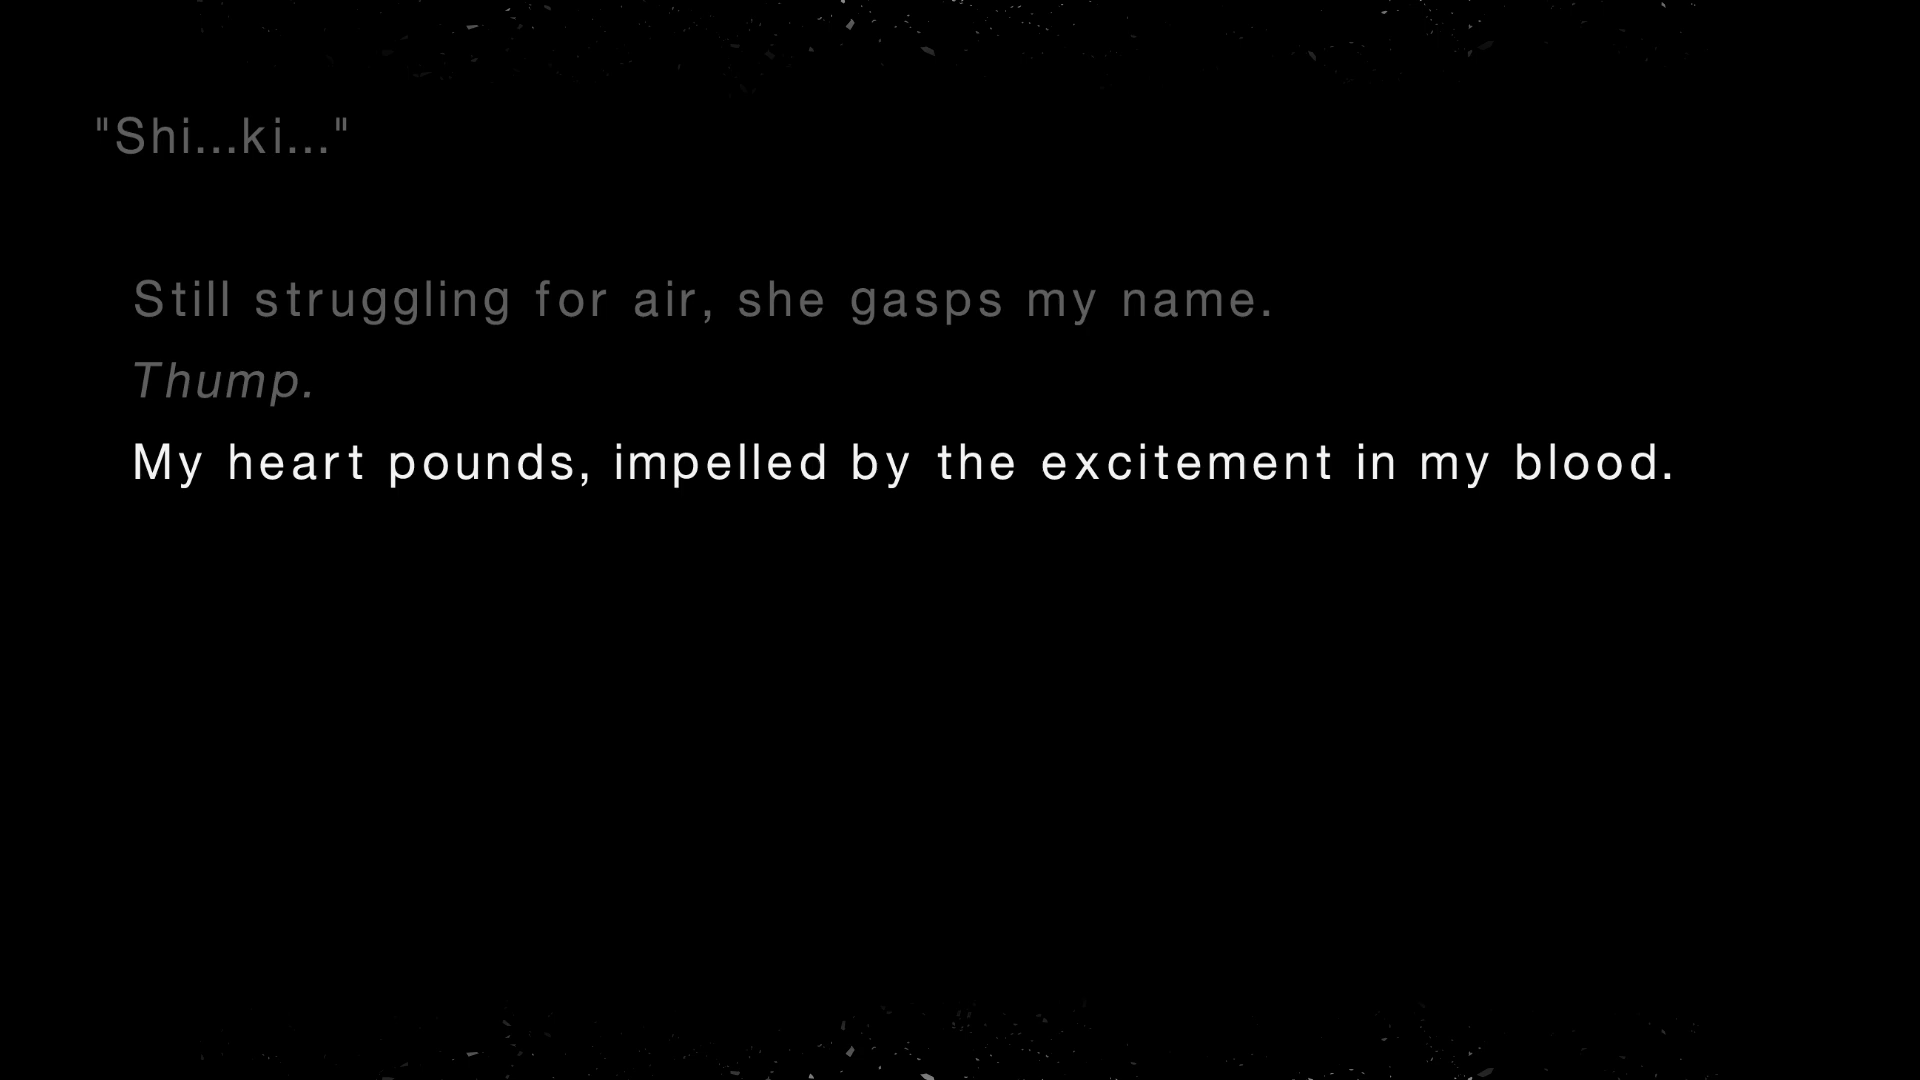 "Shi...ki..."
Still struggling for air, she gasps my name.
Thump.
My heart pounds, impelled by the excitement in my blood.